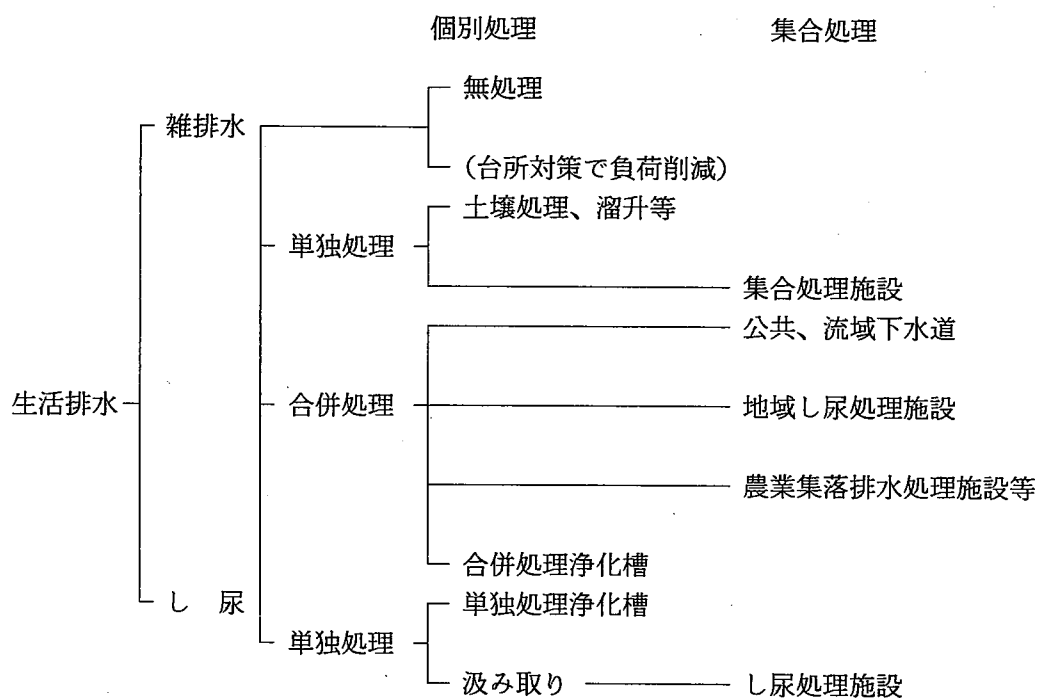 個別処理 集合処理
無処理
雑排水
(台所対策で負荷削減)
土壌処理、溜升等
単独処理
集合処理施設
公共、流域下水道
生活排水 合併処理 地域し尿処理施設
農業集落排水処理施設等
合併処理浄化槽
し 尿 単独処理浄化槽
単独処理
汲み取り し尿処理施設